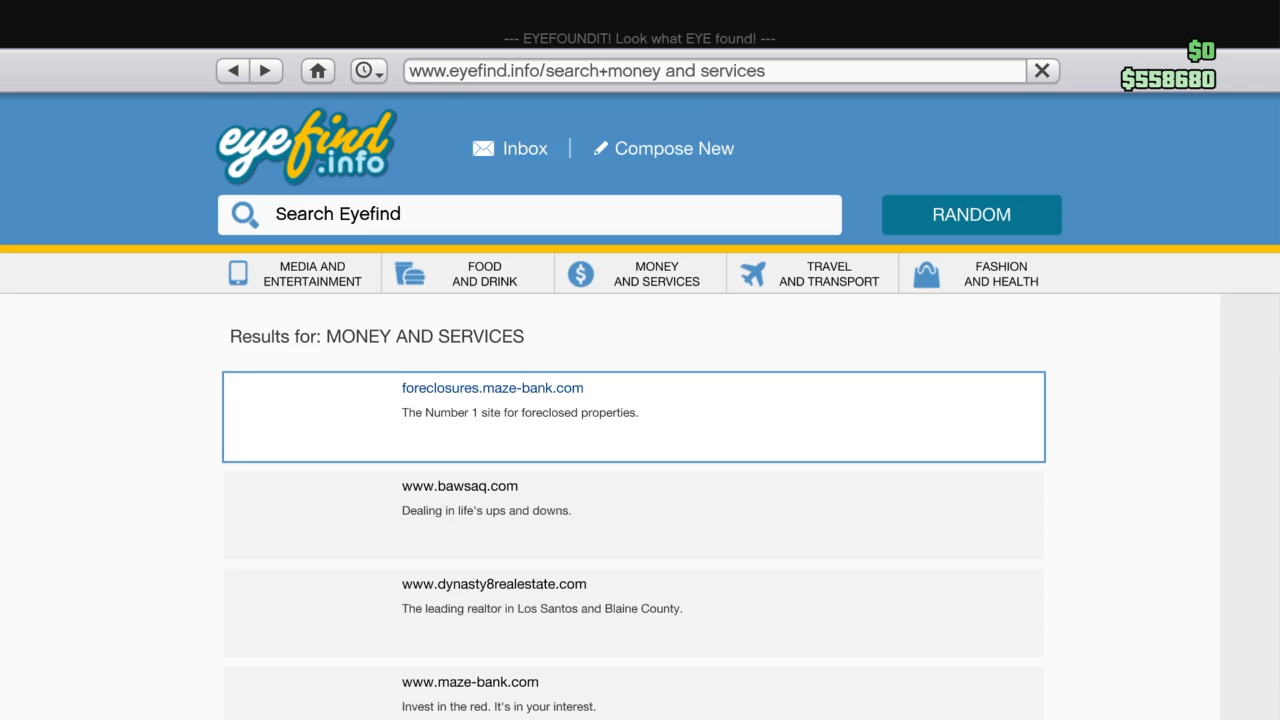 --- EYEFOUNDIT! Look what EYE found! ---
$0
www.eyefind.info/search+money and services
$558680
eyefind
.info
Inbox
Compose New
Search Eyefind
RANDOM
MEDIA AND
ENTERTAINMENT
FOOD
AND DRINK
MONEY
AND SERVICES
TRAVEL
AND TRANSPORT
FASHION
AND HEALTH
Results for: MONEY AND SERVICES
foreclosures.maze-bank.com
The Number 1 site for foreclosed properties.
www.bawsaq.com
Dealing in life's ups and downs.
www.dynasty8realestate.com
The leading realtor in Los Santos and Blaine County.
www.maze-bank.com
Invest in the red. It's in your interest.